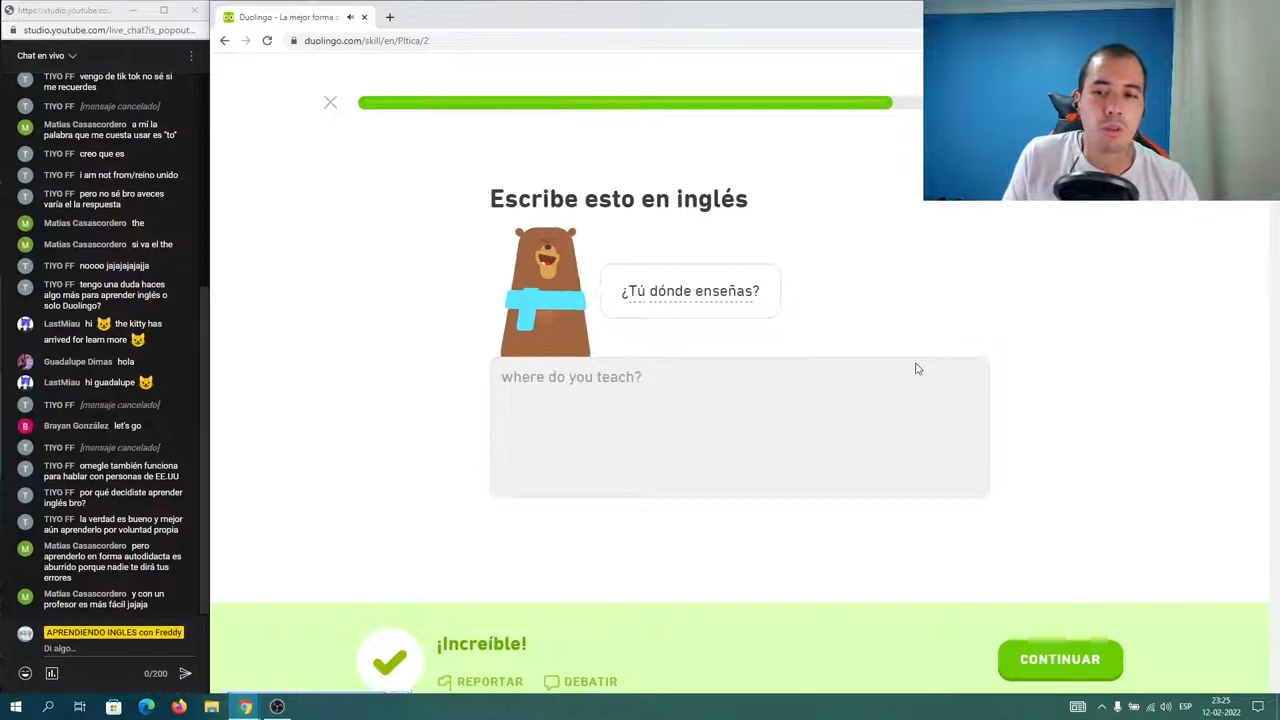 https://studio.youtube.co...
studio.youtube.com/live_chat?is_popout...
Chat en vivo
TIYO FF vengo de tik tok no sé si
me recuerdes
TIYO FF [mensaje cancelado]
Matías Casascordero a mí la
palabra que me cuesta usar es "to"
TIYO FF creo que es
TIYO FF i am not from/reino unido
TIYO FF pero no sé bro aveces
varía el la respuesta
Matías Casascordero the
Matías Casascordero si va el the
TIYO FF noooo jajajajajajja
TIYO FF tengo una duda haces
algo más para aprender inglés o
solo Duolingo?
LastMiau hi 😺 the kitty has
arrived for learn more 😺
Guadalupe Dimas hola
LastMiau hi guadalupe 😸
TIYO FF [mensaje cancelado]
Brayan González let's go
TIYO FF [mensaje cancelado]
TIYO FF omegle también funciona
para hablar con personas de EE.UU
TIYO FF por qué decidiste aprender
inglés bro?
TIYO FF la verdad es bueno y mejor
aún aprenderlo por voluntad propia
Matías Casascordero pero
aprenderlo en forma autodidacta es
aburrido porque nadie te dirá tus
errores
Matías Casascordero y con un
profesor es más fácil jajaja
APRENDIENDO INGLES con Freddy
Di algo...
0/200
Duolingo - La mejor forma d
duolingo.com/skill/en/Pltica/2
Escribe esto en inglés
¿Tú dónde enseñas?
where do you teach?
¡Increíble!
REPORTAR
DEBATIR
CONTINUAR
ESP
23:25
12-02-2022